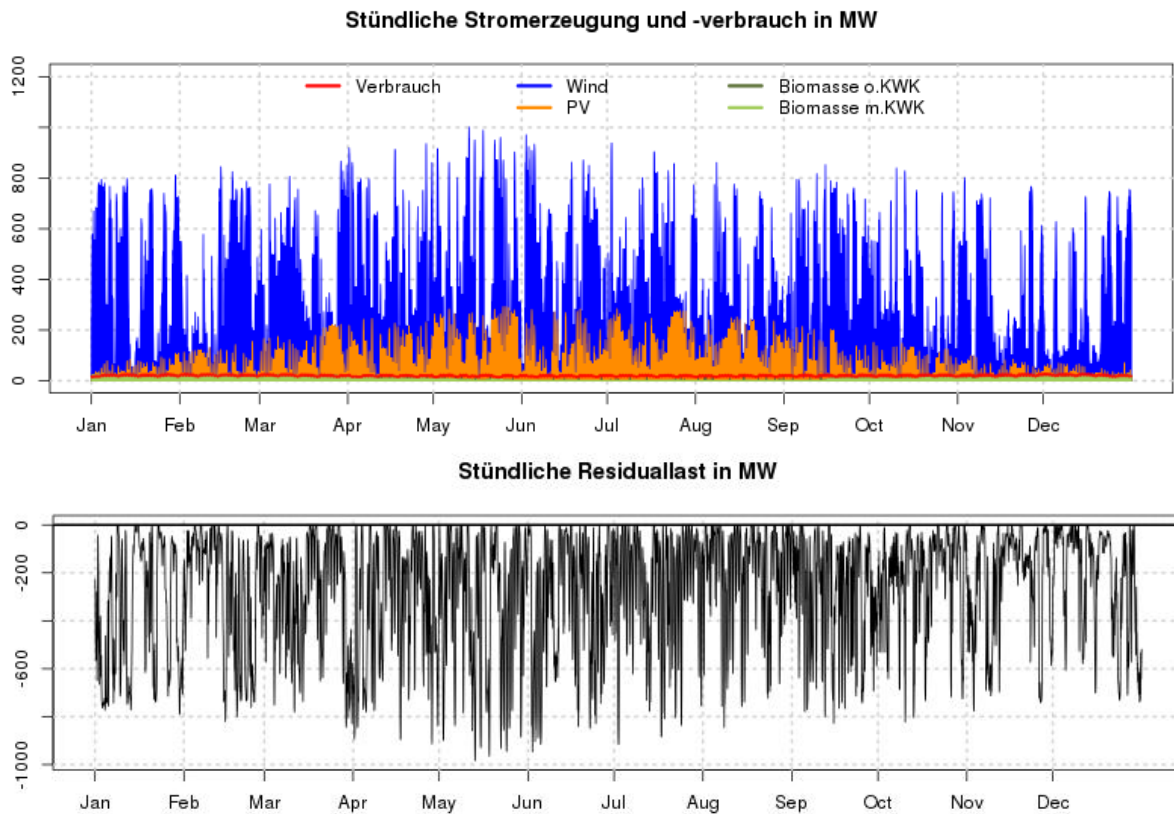 Stündliche Stromerzeugung und -verbrauch in MW
1200
Verbrauch Wind Biomasse o.KWK
PV Biomasse m.KWK
800
600
400
200
0
Jan Feb Mar Apr May Jun Jul Aug Sep Oct Nov Dec
Stündliche Residuallast in MW
0
-200
-600
-1000
Jan Feb Mar Apr May Jun Jul Aug Sep Oct Nov Dec